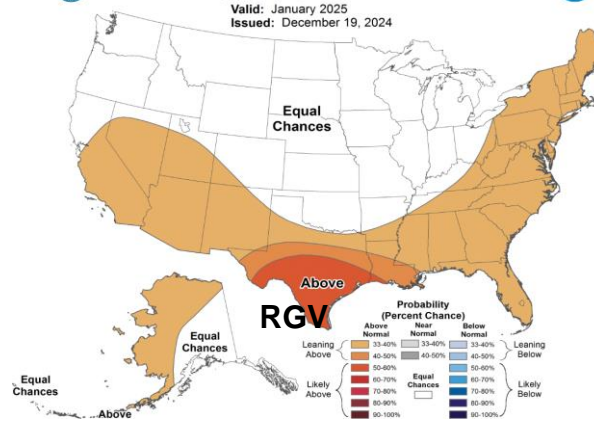 Valid: January 2025
Issued: December 19, 2024
Equal
Chances
Above
RGV
Equal
Chances
Equal
Chances
Above
Probability
(Percent Chance)
Above
Normal
Near
Normal
Below
Normal
Leaning
Above
33-40%
33-40%
33-40%
Leaning
Below
40-50%
40-50%
40-50%
Likely
Above
50-60%
60-70%
70-80%
80-90%
90-100%
Equal
Chances
50-60%
60-70%
70-80%
80-90%
90-100%
Likely
Below